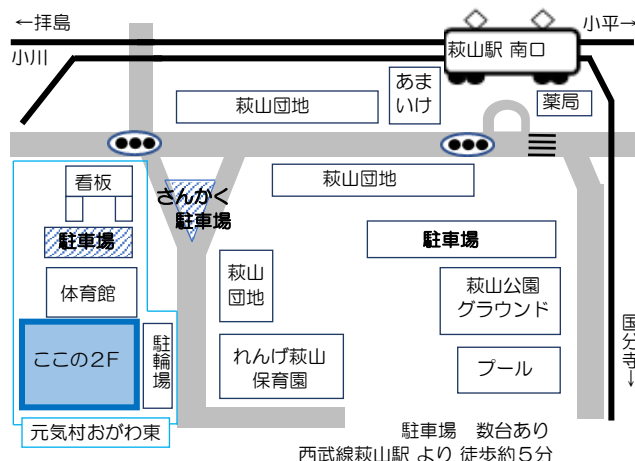 ←拝島
小平→
小川
萩山駅 南口
あま
いけ
薬局
萩山団地
看板
さんかく
駐車場
萩山団地
駐車場
駐車場
体育館
萩山
団地
萩山公園
グラウンド
ここの２F
駐輪場
れんげ萩山
保育園
プール
国分寺→
元気村おがわ東
駐車場　数台あり
西武線萩山駅 より 徒歩約５分